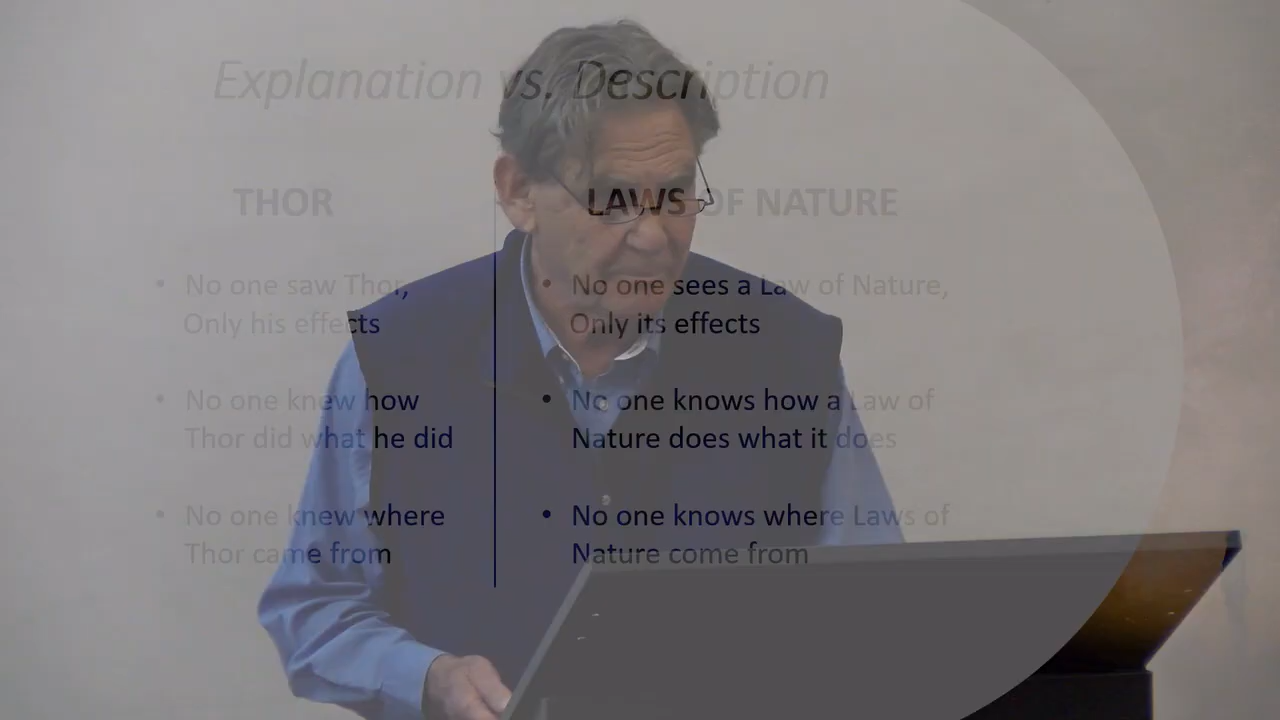 Explanation vs. Description
THOR
LAWS OF NATURE
• No one saw Thor,
Only his effects
• No one knew how
Thor did what he did
• No one knew where
Thor came from
• No one sees a Law of Nature,
Only its effects
• No one knows how a Law of
Nature does what it does
• No one knows where Laws of
Nature come from